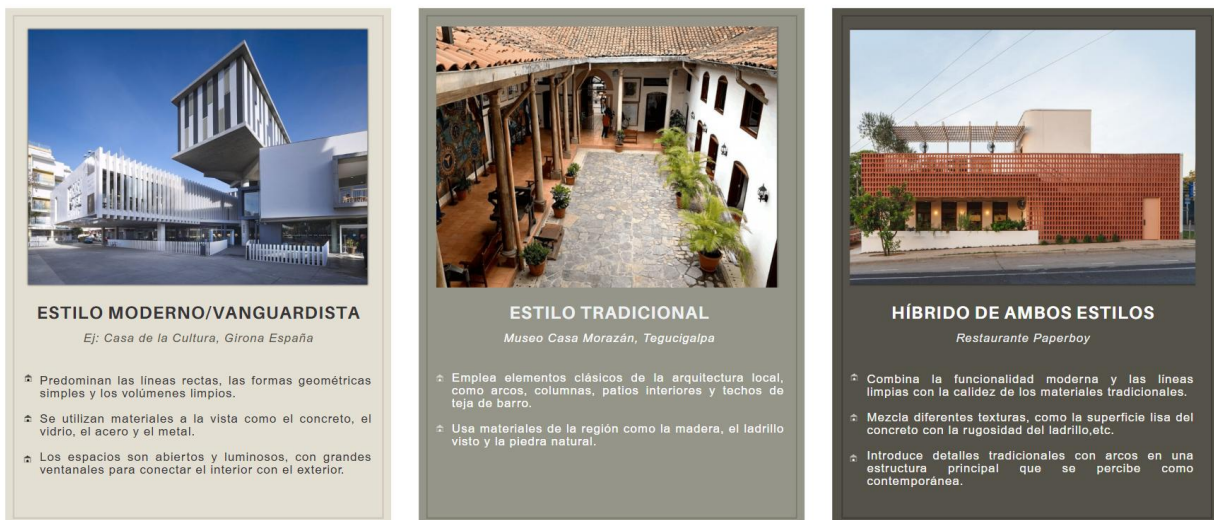 ESTILO MODERNO/VANGUARDISTA
Ej: Casa de la Cultura, Girona España
Predominan las líneas rectas, las formas geométricas
simples y los volúmenes limpios.
Se utilizan materiales a la vista como el concreto, el
vidrio, el acero y el metal.
Los espacios son abiertos y luminosos, con grandes
ventanales para conectar el interior con el exterior.
ESTILO TRADICIONAL
Museo Casa Morazán, Tegucigalpa
Emplea elementos clásicos de la arquitectura local,
como arcos, columnas, patios interiores y techos de
teja de barro.
Usa materiales de la región como la madera, el ladrillo
visto y la piedra natural.
HÍBRIDO DE AMBOS ESTILOS
Restaurante Paperboy
Combina la funcionalidad moderna y las líneas
limpias con la calidez de los materiales tradicionales.
Mezcla diferentes texturas, como la superficie lisa del
concreto con la rugosidad del ladrillo,etc.
Introduce detalles tradicionales con arcos en una
estructura principal que se percibe como
contemporánea.